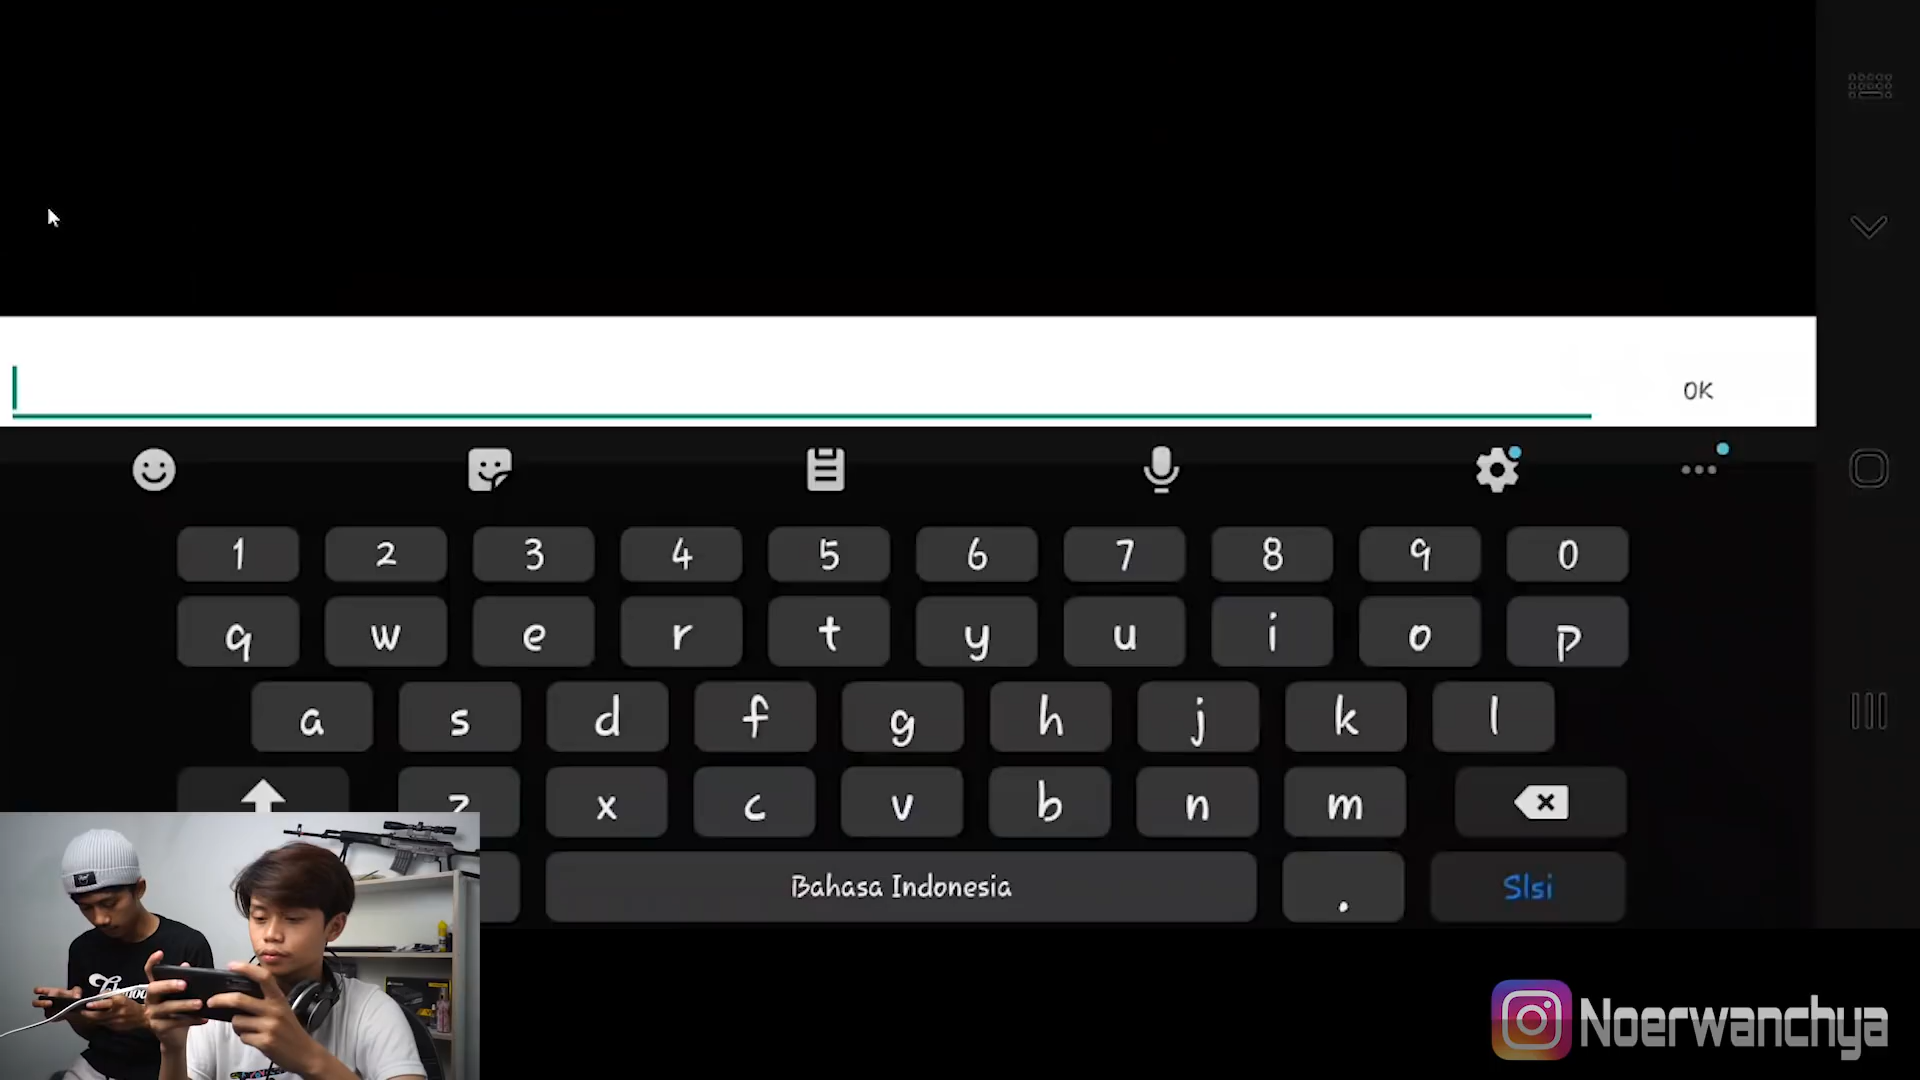 OK
1 2 3 4 5 6 7 8 9 0
q w e r t y u i o p
a s d f g h j k l
z x c v b n m
Bahasa Indonesia . Slsi
Noerwanchya